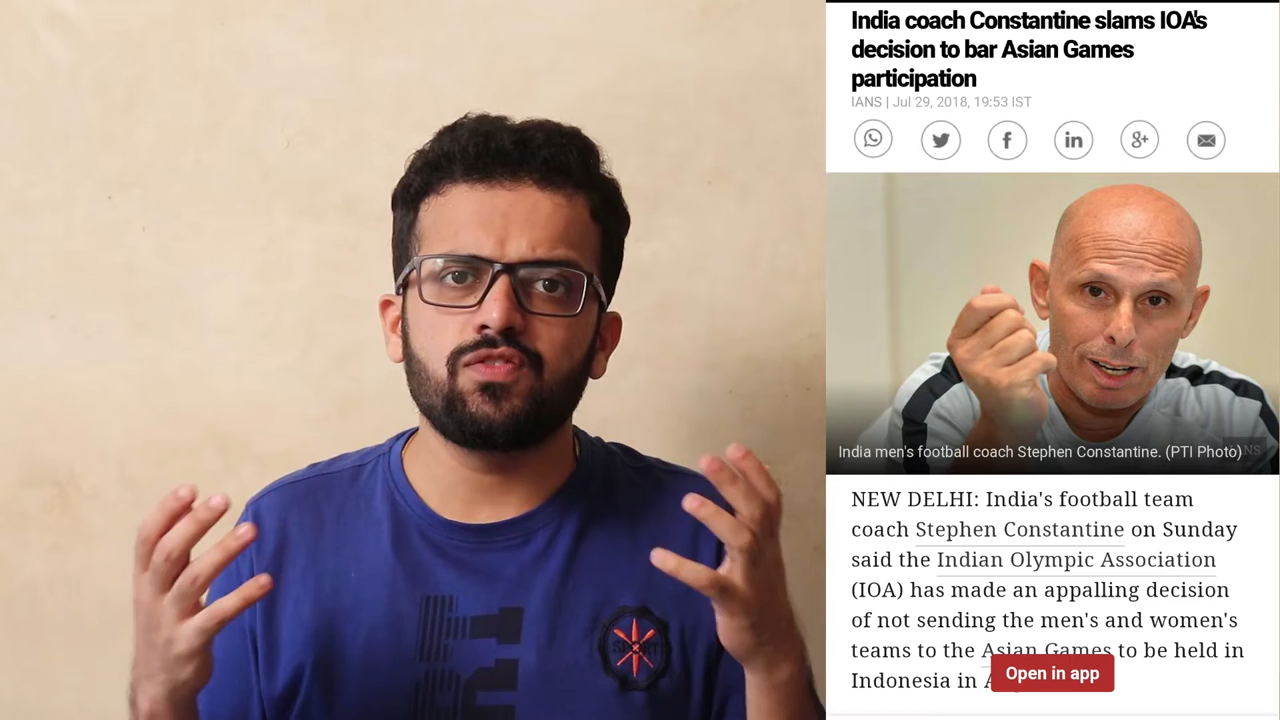 India coach Constantine slams IOA's
decision to bar Asian Games
participation
IANS | Jul 29, 2018, 19:53 IST
India men's football coach Stephen Constantine. (PTI Photo)
NEW DELHI: India's football team
coach Stephen Constantine on Sunday
said the Indian Olympic Association
(IOA) has made an appalling decision
of not sending the men's and women's
teams to the Asian Games to be held in
Indonesia in
Open in app
SPORT